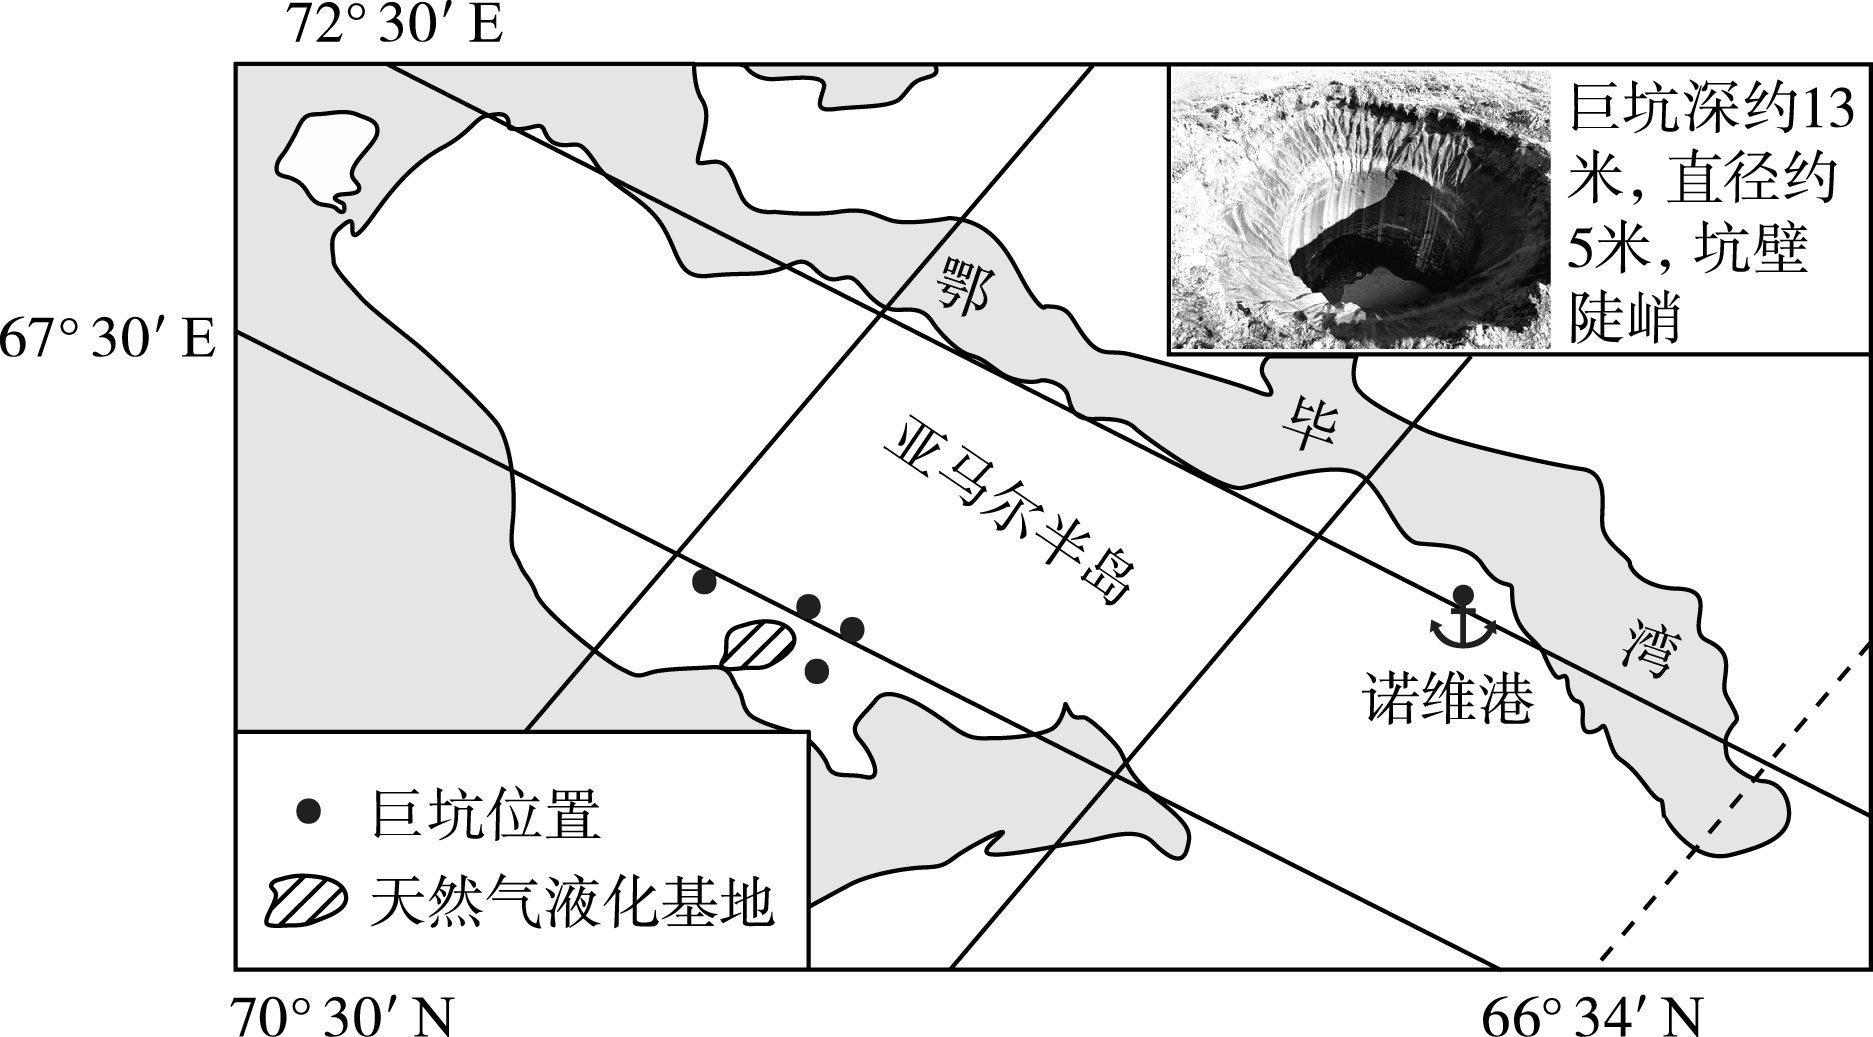 72°30′E
巨坑深约13
米，直径约
5米，坑壁
陡峭
67°30′E
鄂毕湾
亚马尔半岛
诺维港
巨坑位置
天然气液化基地
70°30′N
66°34′N